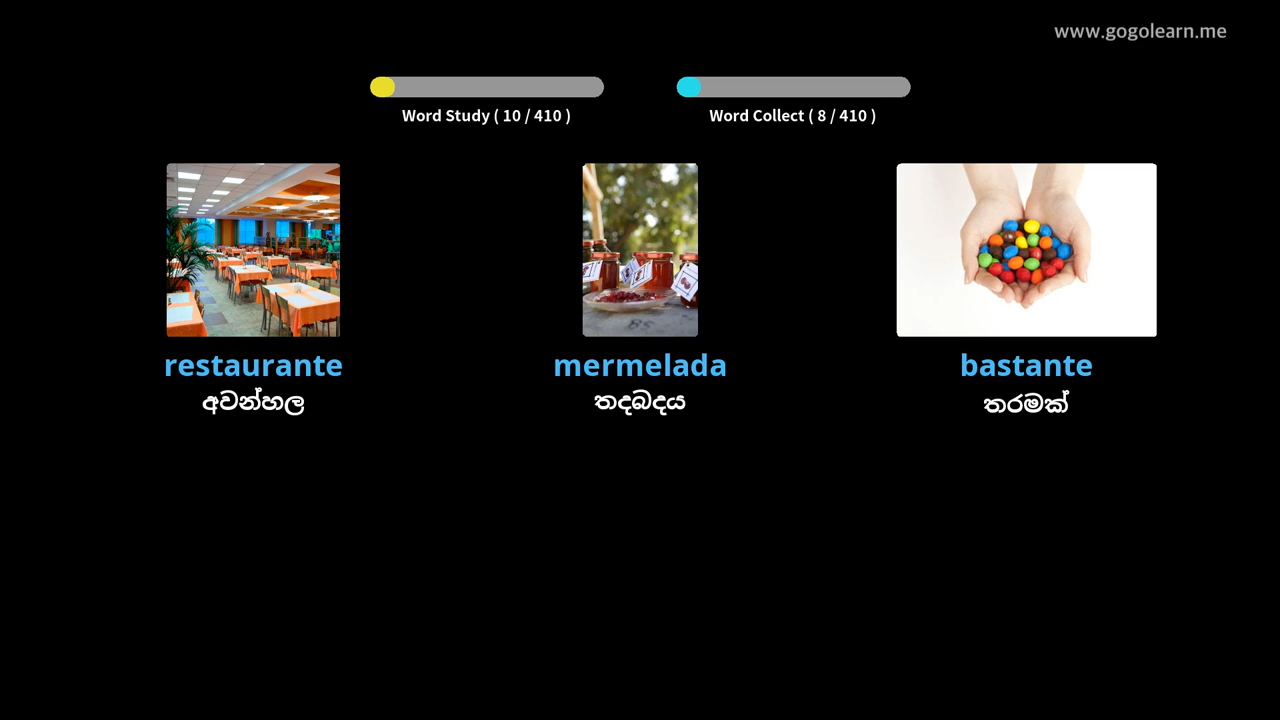 www.gogolearn.me
Word Study ( 10 / 410 )
Word Collect ( 8 / 410 )
restaurante
අවන්හල
mermelada
තදබදය
bastante
තරමක්